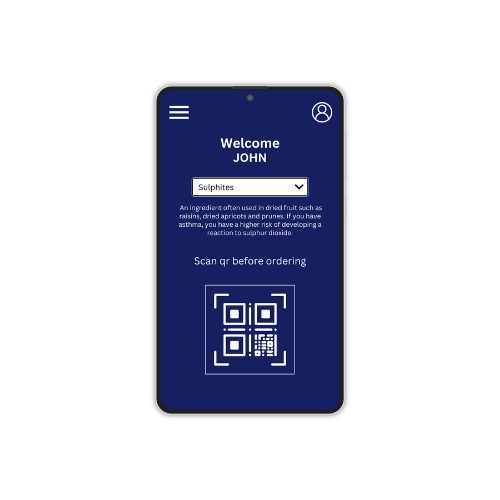 Welcome
JOHN
Sulphites
An ingredient often used in dried fruit such as
raisins, dried apricots and prunes. If you have
asthma, you have a higher risk of developing a
reaction to sulphur dioxide.
Scan qr before ordering